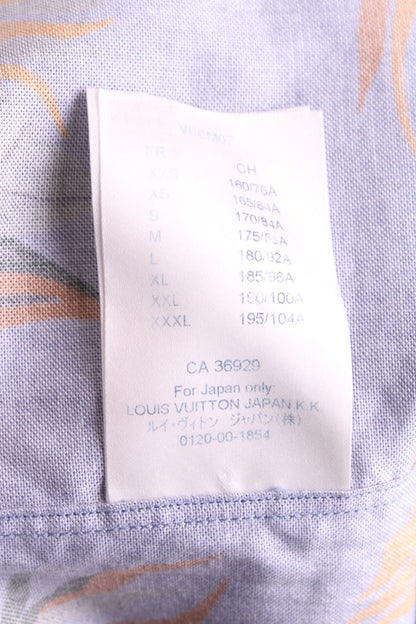 FR CH
XXS 160/76A
XS 165/84A
S 170/84A
M
L 180/92A
XL 185/96A
XXL 190/100A
XXXL 195/104A
CA 36929
For Japan only:
LOUIS VUITTON JAPAN K.K.
ルイ・ヴィトン ジャパン(株)
0120-00-1854